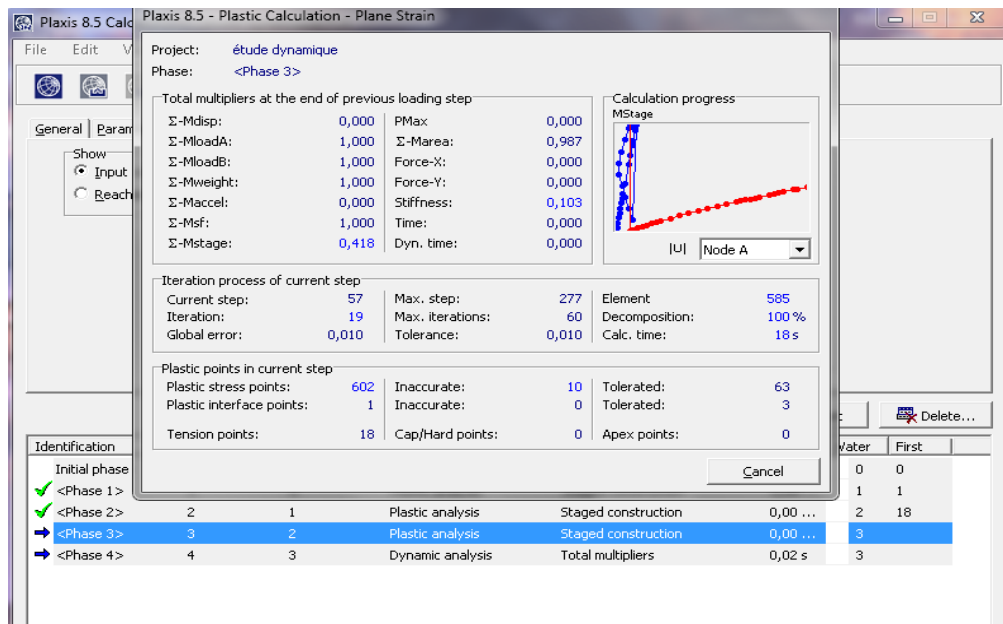 Plaxis 8.5 Calc
Plaxis 8.5 - Plastic Calculation - Plane Strain
File Edit V
Project: étude dynamique
Phase: <Phase 3>
General Param
Show
Input
Reach
Total multipliers at the end of previous loading step
Σ-Mdisp: 0,000 PMax 0,000
Σ-MloadA: 1,000 Σ-Marea: 0,987
Σ-MloadB: 1,000 Force-X: 0,000
Σ-Mweight: 1,000 Force-Y: 0,000
Σ-Maccel: 0,000 Stiffness: 0,103
Σ-Msf: 1,000 Time: 0,000
Σ-Mstage: 0,418 Dyn. time: 0,000
Calculation progress
MStage
|U| Node A
Iteration process of current step
Current step: 57 Max. step: 277 Element 585
Iteration: 19 Max. iterations: 60 Decomposition: 100 %
Global error: 0,010 Tolerance: 0,010 Calc. time: 18 s
Plastic points in current step
Plastic stress points: 602 Inaccurate: 10 Tolerated: 63
Plastic interface points: 1 Inaccurate: 0 Tolerated: 3
Tension points: 18 Cap/Hard points: 0 Apex points: 0
Cancel
Delete...
Identification Water First
Initial phase 0 0
<Phase 1> 1 1
<Phase 2> 2 1 Plastic analysis Staged construction 0,00 ... 2 18
<Phase 3> 3 2 Plastic analysis Staged construction 0,00 ... 3
<Phase 4> 4 3 Dynamic analysis Total multipliers 0,02 s 3